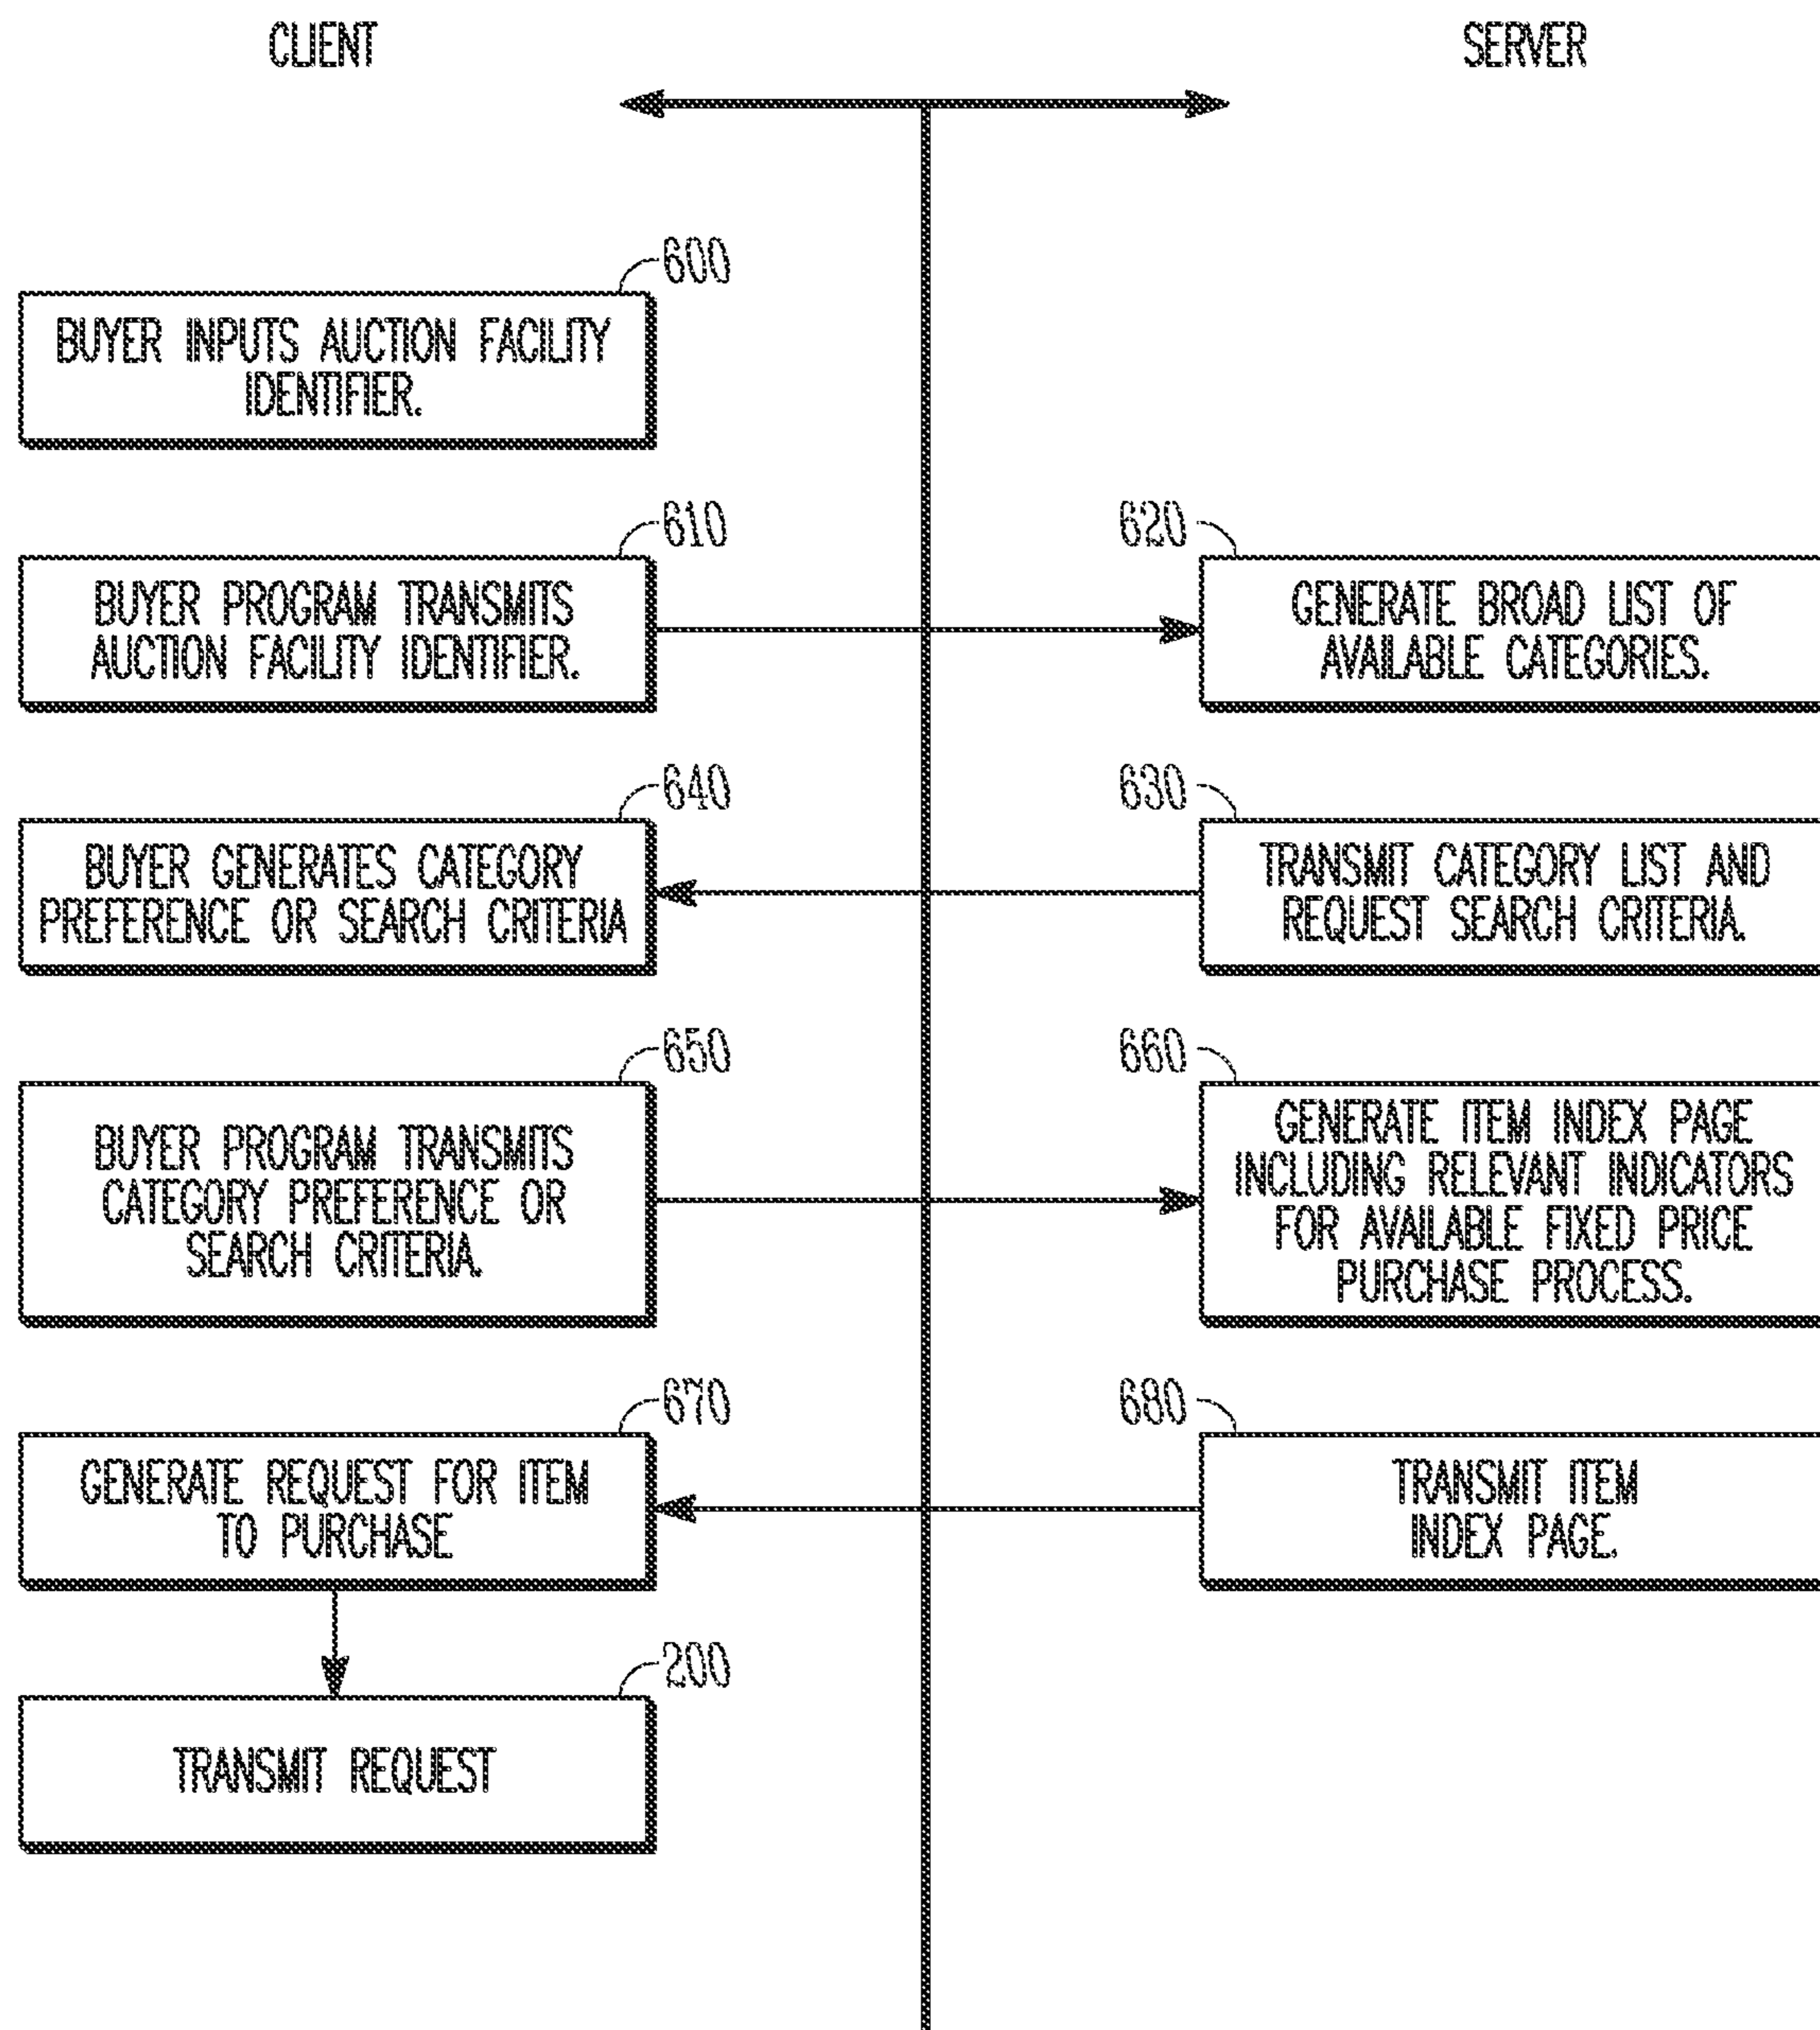 CLIENT
SERVER
600
BUYER INPUTS AUCTION FACILITY
IDENTIFIER.
610
BUYER PROGRAM TRANSMITS
AUCTION FACILITY IDENTIFIER.
620
GENERATE BROAD LIST OF
AVAILABLE CATEGORIES.
640
BUYER GENERATES CATEGORY
PREFERENCE OR SEARCH CRITERIA
630
TRANSMIT CATEGORY LIST AND
REQUEST SEARCH CRITERIA.
650
BUYER PROGRAM TRANSMITS
CATEGORY PREFERENCE OR
SEARCH CRITERIA.
660
GENERATE ITEM INDEX PAGE
INCLUDING RELEVANT INDICATORS
FOR AVAILABLE FIXED PRICE
PURCHASE PROCESS.
670
GENERATE REQUEST FOR ITEM
TO PURCHASE
680
TRANSMIT ITEM
INDEX PAGE.
200
TRANSMIT REQUEST